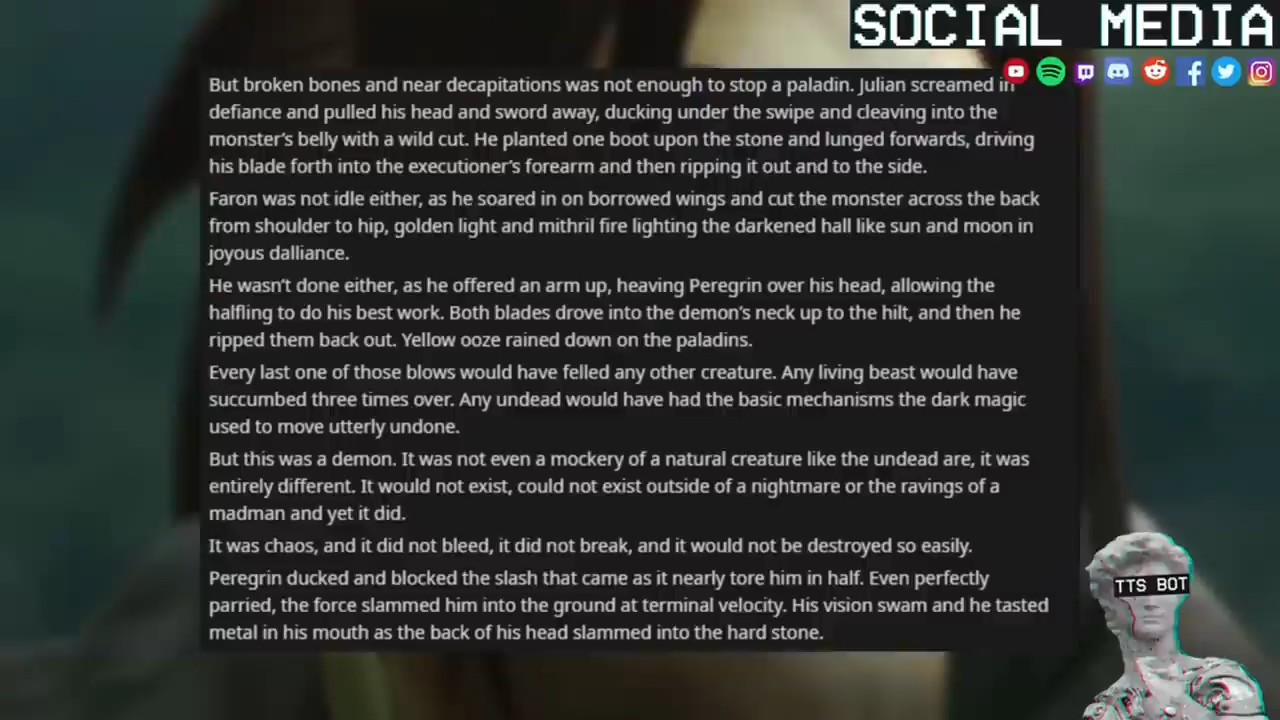 SOCIAL MEDIA
But broken bones and near decapitations was not enough to stop a paladin. Julian screamed in
defiance and pulled his head and sword away, ducking under the swipe and cleaving into the
monster's belly with a wild cut. He planted one boot upon the stone and lunged forwards, driving
his blade forth into the executioner's forearm and then ripping it out and to the side.
Faron was not idle either, as he soared in on borrowed wings and cut the monster across the back
from shoulder to hip, golden light and mithril fire lighting the darkened hall like sun and moon in
joyous dalliance.
He wasn't done either, as he offered an arm up, heaving Peregrin over his head, allowing the
halfling to do his best work. Both blades drove into the demon's neck up to the hilt, and then he
ripped them back out. Yellow ooze rained down on the paladins.
Every last one of those blows would have felled any other creature. Any living beast would have
succumbed three times over. Any undead would have had the basic mechanisms the dark magic
used to move utterly undone.
But this was a demon. It was not even a mockery of a natural creature like the undead are, it was
entirely different. It would not exist, could not exist outside of a nightmare or the ravings of a
madman and yet it did.
It was chaos, and it did not bleed, it did not break, and it would not be destroyed so easily.
Peregrin ducked and blocked the slash that came as it nearly tore him in half. Even perfectly
parried, the force slammed him into the ground at terminal velocity. His vision swam and he tasted
metal in his mouth as the back of his head slammed into the hard stone.
TTS BOT